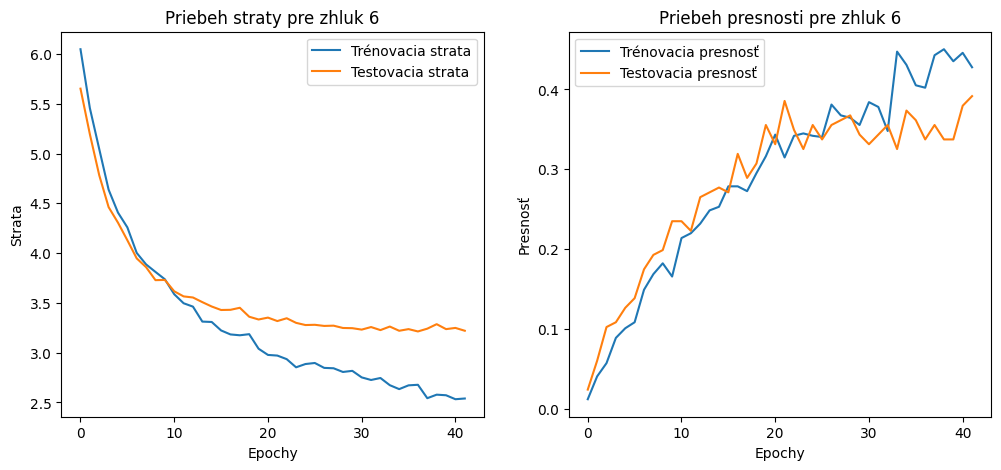 Priebeh straty pre zhluk 6
Trénovacia strata
Testovacia strata
6.0
5.5
5.0
4.5
4.0
3.5
3.0
2.5
Strata
0
10
20
30
40
Epochy
Priebeh presnosti pre zhluk 6
Trénovacia presnosť
Testovacia presnosť
0.4
0.3
0.2
0.1
0.0
Presnosť
0
10
20
30
40
Epochy